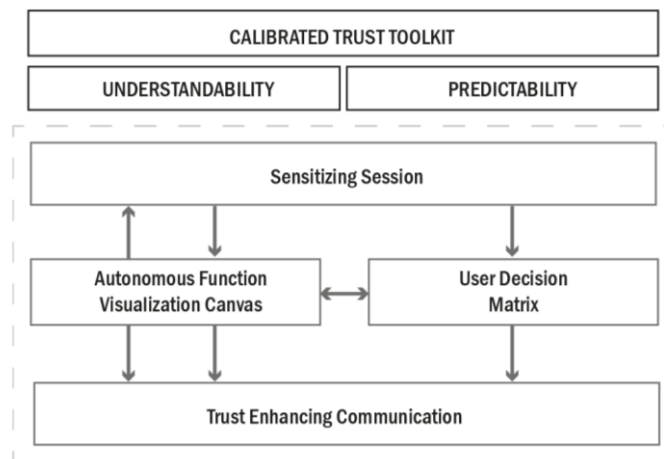 CALIBRATED TRUST TOOLKIT
UNDERSTANDABILITY
PREDICTABILITY
Sensitizing Session
Autonomous Function
Visualization Canvas
User Decision
Matrix
Trust Enhancing Communication